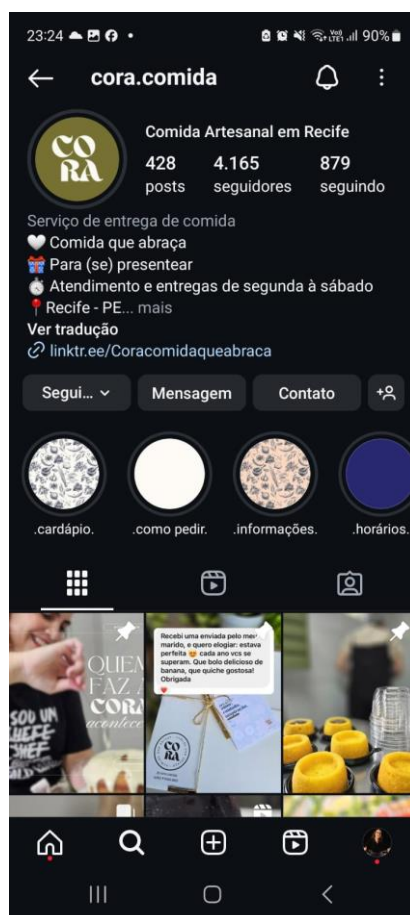 23:24
Vo))
LTE1
90%
cora.comida
CO
RA
Comida Artesanal em Recife
428
4.165
879
posts
seguidores
seguindo
Serviço de entrega de comida
🤍 Comida que abraça
🎁 Para (se) presentear
⏱ Atendimento e entregas de segunda à sábado
📍Recife - PE... mais
Ver tradução
linktr.ee/Coracomidaqueabraca
Segui...
Mensagem
Contato
.cardápio.
.como pedir.
.informações.
.horários.
QUEM
FAZ A
CORA
acontece
SOU UN
CHEFE
CHEF
Recebi uma enviada pelo meu
marido, e quero elogiar: estava
perfeita 😍 cada ano vcs se
superam. Que bolo delicioso de
banana, que quiche gostosa!
Obrigada
❤️
CO
RA